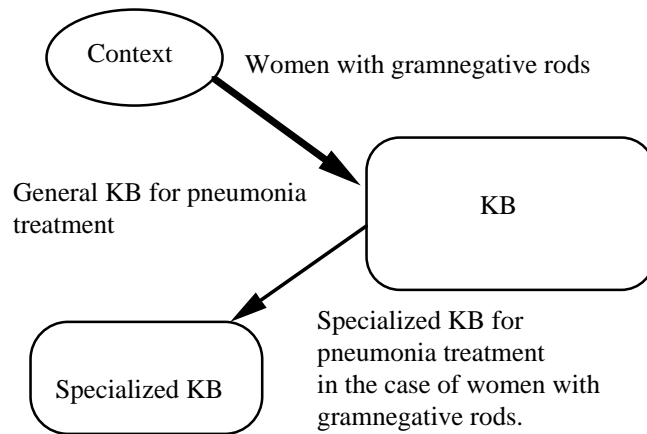 Context
Women with gramnegative rods
General KB for pneumonia
treatment
KB
Specialized KB for
pneumonia treatment
in the case of women with
gramnegative rods.
Specialized KB